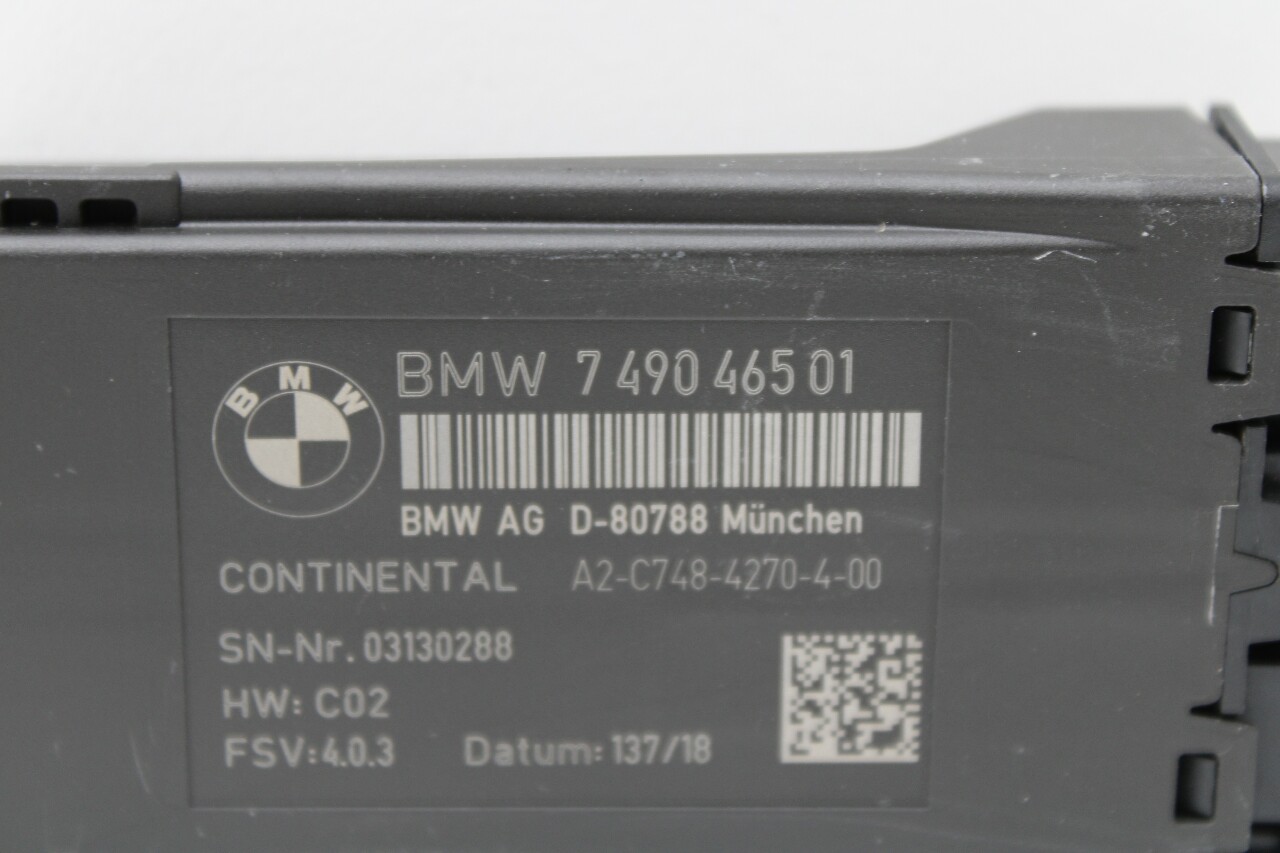 BMW
BMW 7 490 465 01
BMW AG D-80788 München
CONTINENTAL A2-C748-4270-4-00
SN-Nr. 03130288
HW: C02
FSV: 4.0.3 Datum: 137/18